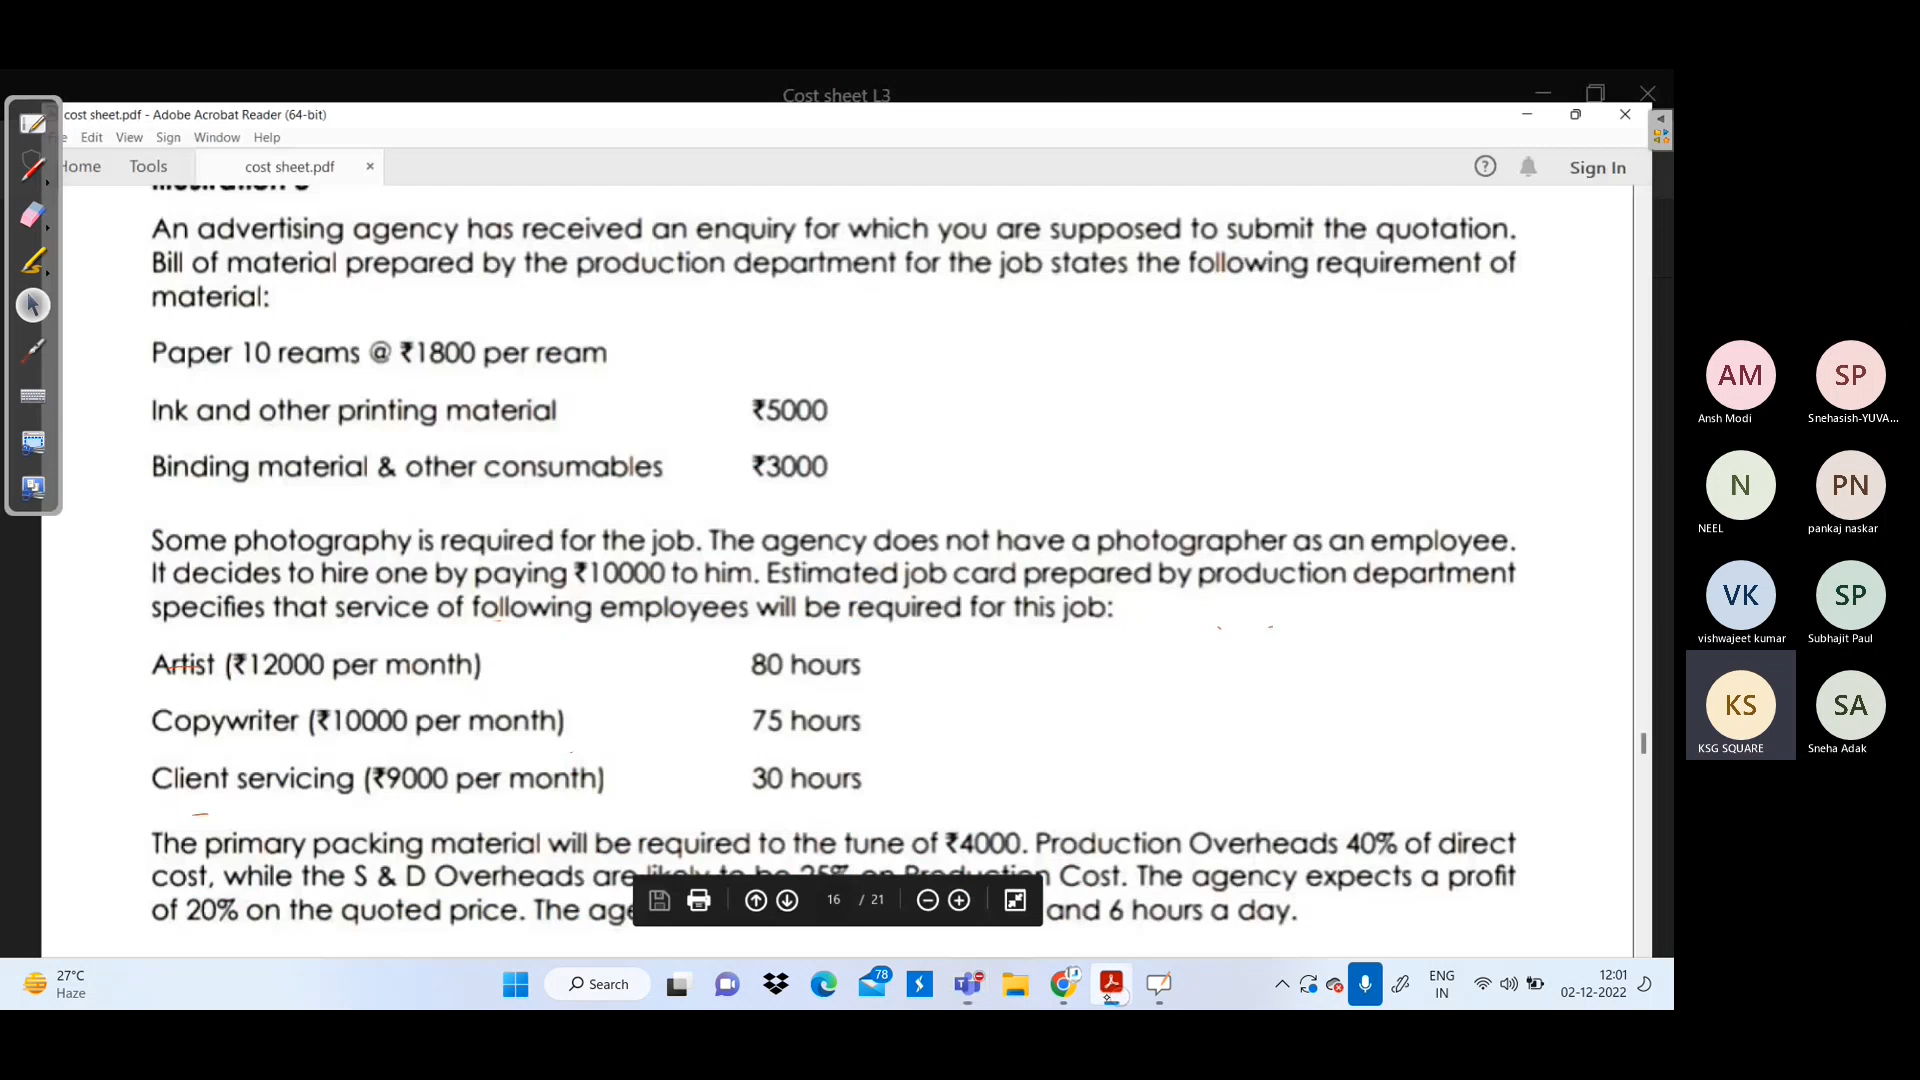 Cost sheet L3
cost sheet.pdf - Adobe Acrobat Reader (64-bit)
Edit View Sign Window Help
Home Tools cost sheet.pdf × Sign In
An advertising agency has received an enquiry for which you are supposed to submit the quotation.
Bill of material prepared by the production department for the job states the following requirement of
material:
Paper 10 reams @ ₹1800 per ream
Ink and other printing material ₹5000
Binding material & other consumables ₹3000
Some photography is required for the job. The agency does not have a photographer as an employee.
It decides to hire one by paying ₹10000 to him. Estimated job card prepared by production department
specifies that service of following employees will be required for this job:
Artist (₹12000 per month) 80 hours
Copywriter (₹10000 per month) 75 hours
Client servicing (₹9000 per month) 30 hours
The primary packing material will be required to the tune of ₹4000. Production Overheads 40% of direct
cost, while the S & D Overheads are Cost. The agency expects a profit
of 20% on the quoted price. The and 6 hours a day.
16 / 21
AM SP
Ansh Modi Snehasish-YUVA...
N PN
NEEL pankaj naskar
VK SP
vishwajeet kumar Subhajit Paul
KS SA
KSG SQUARE Sneha Adak
27°C
Haze
Search
78
ENG
IN
12:01
02-12-2022